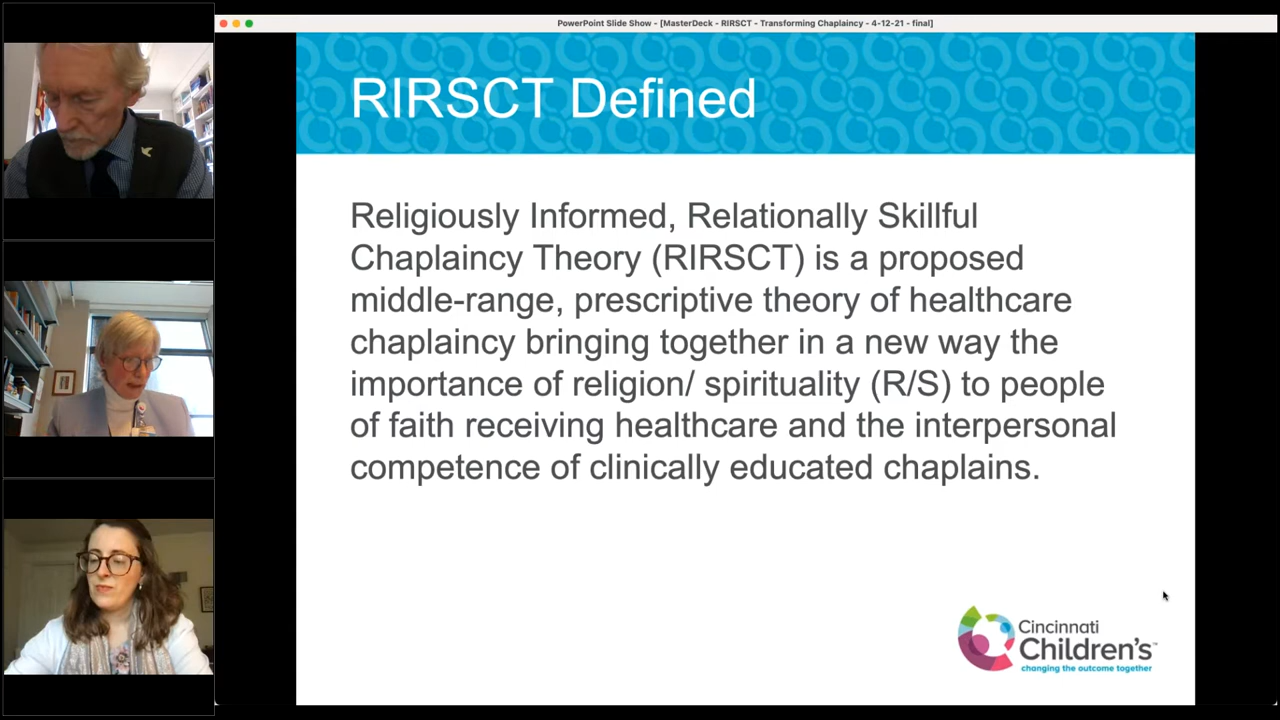 PowerPoint Slide Show - [MasterDeck - RIRSCT - Transforming Chaplaincy - 4-12-21 - final]
RIRSCT Defined
Religiously Informed, Relationally Skillful
Chaplaincy Theory (RIRSCT) is a proposed
middle-range, prescriptive theory of healthcare
chaplaincy bringing together in a new way the
importance of religion/ spirituality (R/S) to people
of faith receiving healthcare and the interpersonal
competence of clinically educated chaplains.
Cincinnati
Children's™
changing the outcome together